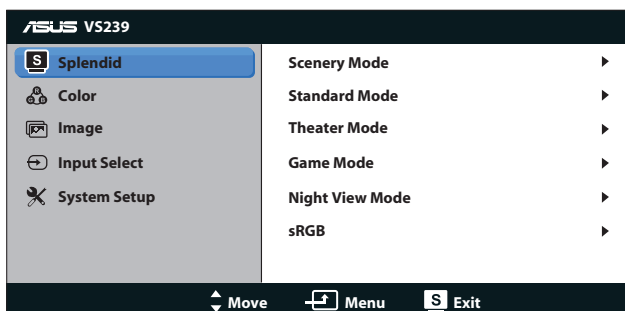 ASUS VS239
S Splendid
Color
Image
Input Select
System Setup
Scenery Mode
Standard Mode
Theater Mode
Game Mode
Night View Mode
sRGB
Move Menu S Exit